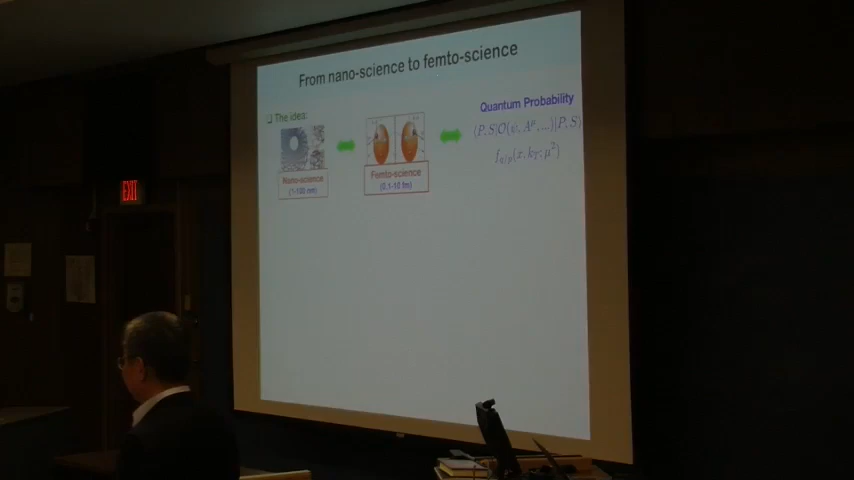 From nano-science to femto-science
❑ The idea:
Quantum Probability
⟨P, S|O(ψ, A^μ, ...)|P, S⟩
f_{q/p}(x, k_T; μ²)
Nano-science
(1-100 nm)
Femto-science
(0.1-10 fm)
EXIT